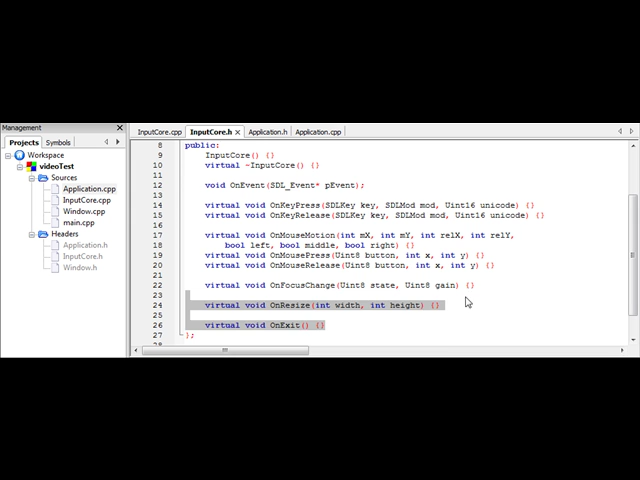 Management
Projects
Symbols
Workspace
videoTest
Sources
Application.cpp
InputCore.cpp
Window.cpp
main.cpp
Headers
Application.h
InputCore.h
Window.h
InputCore.cpp
InputCore.h
Application.h
Application.cpp
8 public:
9 InputCore() {}
10 virtual ~InputCore() {}
11
12 void OnEvent(SDL_Event* pEvent);
13
14 virtual void OnKeyPress(SDLKey key, SDLMod mod, Uint16 unicode) {}
15 virtual void OnKeyRelease(SDLKey key, SDLMod mod, Uint16 unicode) {}
16
17 virtual void OnMouseMotion(int mX, int mY, int relX, int relY,
18 bool left, bool middle, bool right) {}
19 virtual void OnMousePress(Uint8 button, int x, int y) {}
20 virtual void OnMouseRelease(Uint8 button, int x, int y) {}
21
22 virtual void OnFocusChange(Uint8 state, Uint8 gain) {}
23
24 virtual void OnResize(int width, int height) {}
25
26 virtual void OnExit() {}
27 };
28